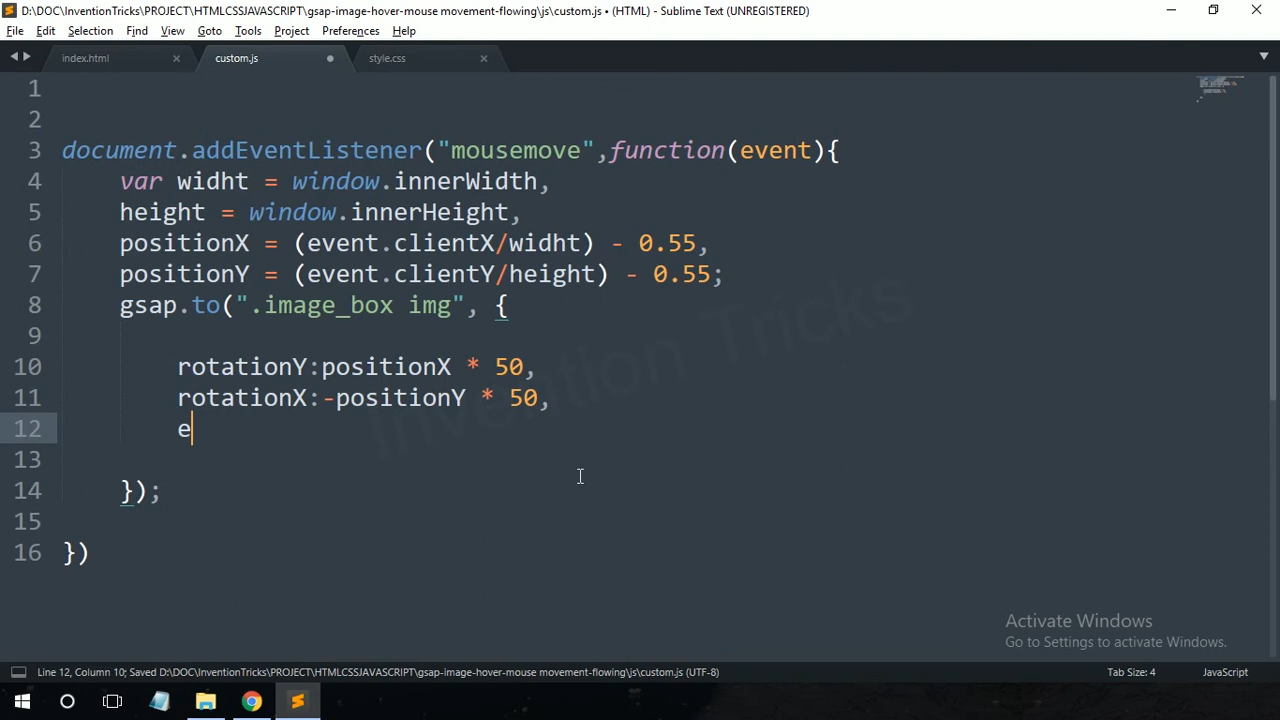 D:\DOC\InventionTricks\PROJECT\HTMLCSSJAVASCRIPT\gsap-image-hover-mouse movement-flowing\js\custom.js • (HTML) - Sublime Text (UNREGISTERED)
File Edit Selection Find View Goto Tools Project Preferences Help
index.html custom.js style.css
1
2
3 document.addEventListener("mousemove",function(event){
4 var widht = window.innerWidth,
5 height = window.innerHeight,
6 positionX = (event.clientX/widht) - 0.55,
7 positionY = (event.clientY/height) - 0.55;
8 gsap.to(".image_box img", {
9
10 rotationY:positionX * 50,
11 rotationX:-positionY * 50,
12 e
13
14 });
15
16 })
Invention Tricks
Activate Windows
Go to Settings to activate Windows.
Line 12, Column 10; Saved D:\DOC\InventionTricks\PROJECT\HTMLCSSJAVASCRIPT\gsap-image-hover-mouse movement-flowing\js\custom.js (UTF-8) Tab Size: 4 JavaScript